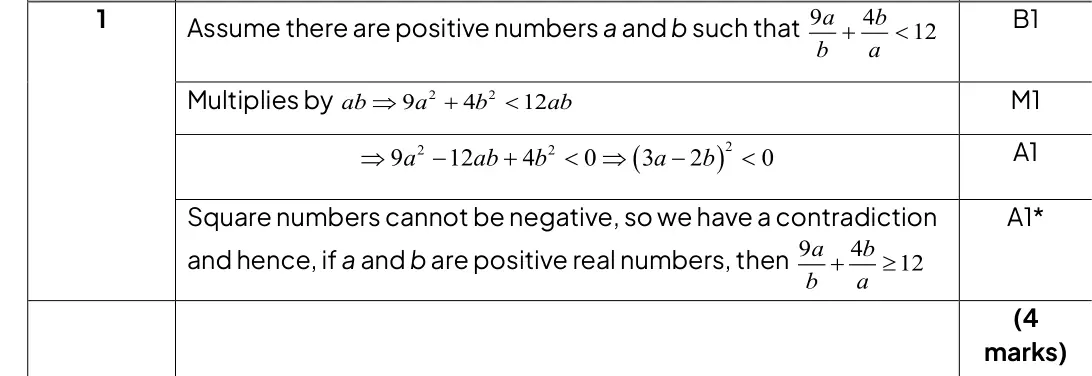 1 Assume there are positive numbers a and b such that 9a/b + 4b/a < 12 B1
Multiplies by ab ⇒ 9a² + 4b² < 12ab M1
⇒ 9a² − 12ab + 4b² < 0 ⇒ (3a − 2b)² < 0 A1
Square numbers cannot be negative, so we have a contradiction A1*
and hence, if a and b are positive real numbers, then 9a/b + 4b/a ≥ 12
(4
marks)